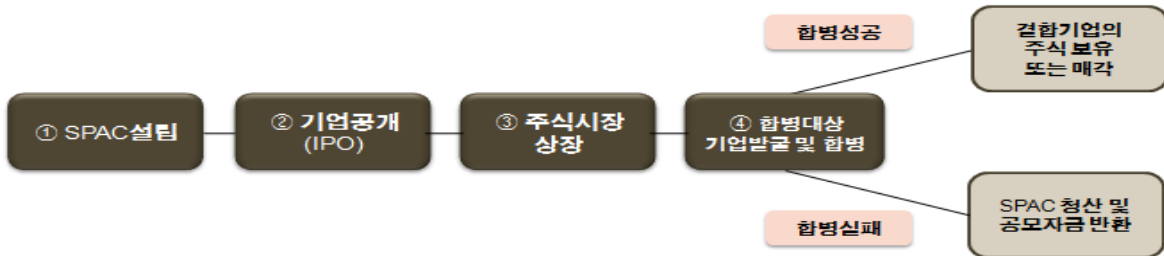 ① SPAC설립
② 기업공개
(IPO)
③ 주식시장
상장
④ 합병대상
기업발굴 및 합병
합병성공
결합기업의
주식 보유
또는 매각
합병실패
SPAC 청산 및
공모자금 반환